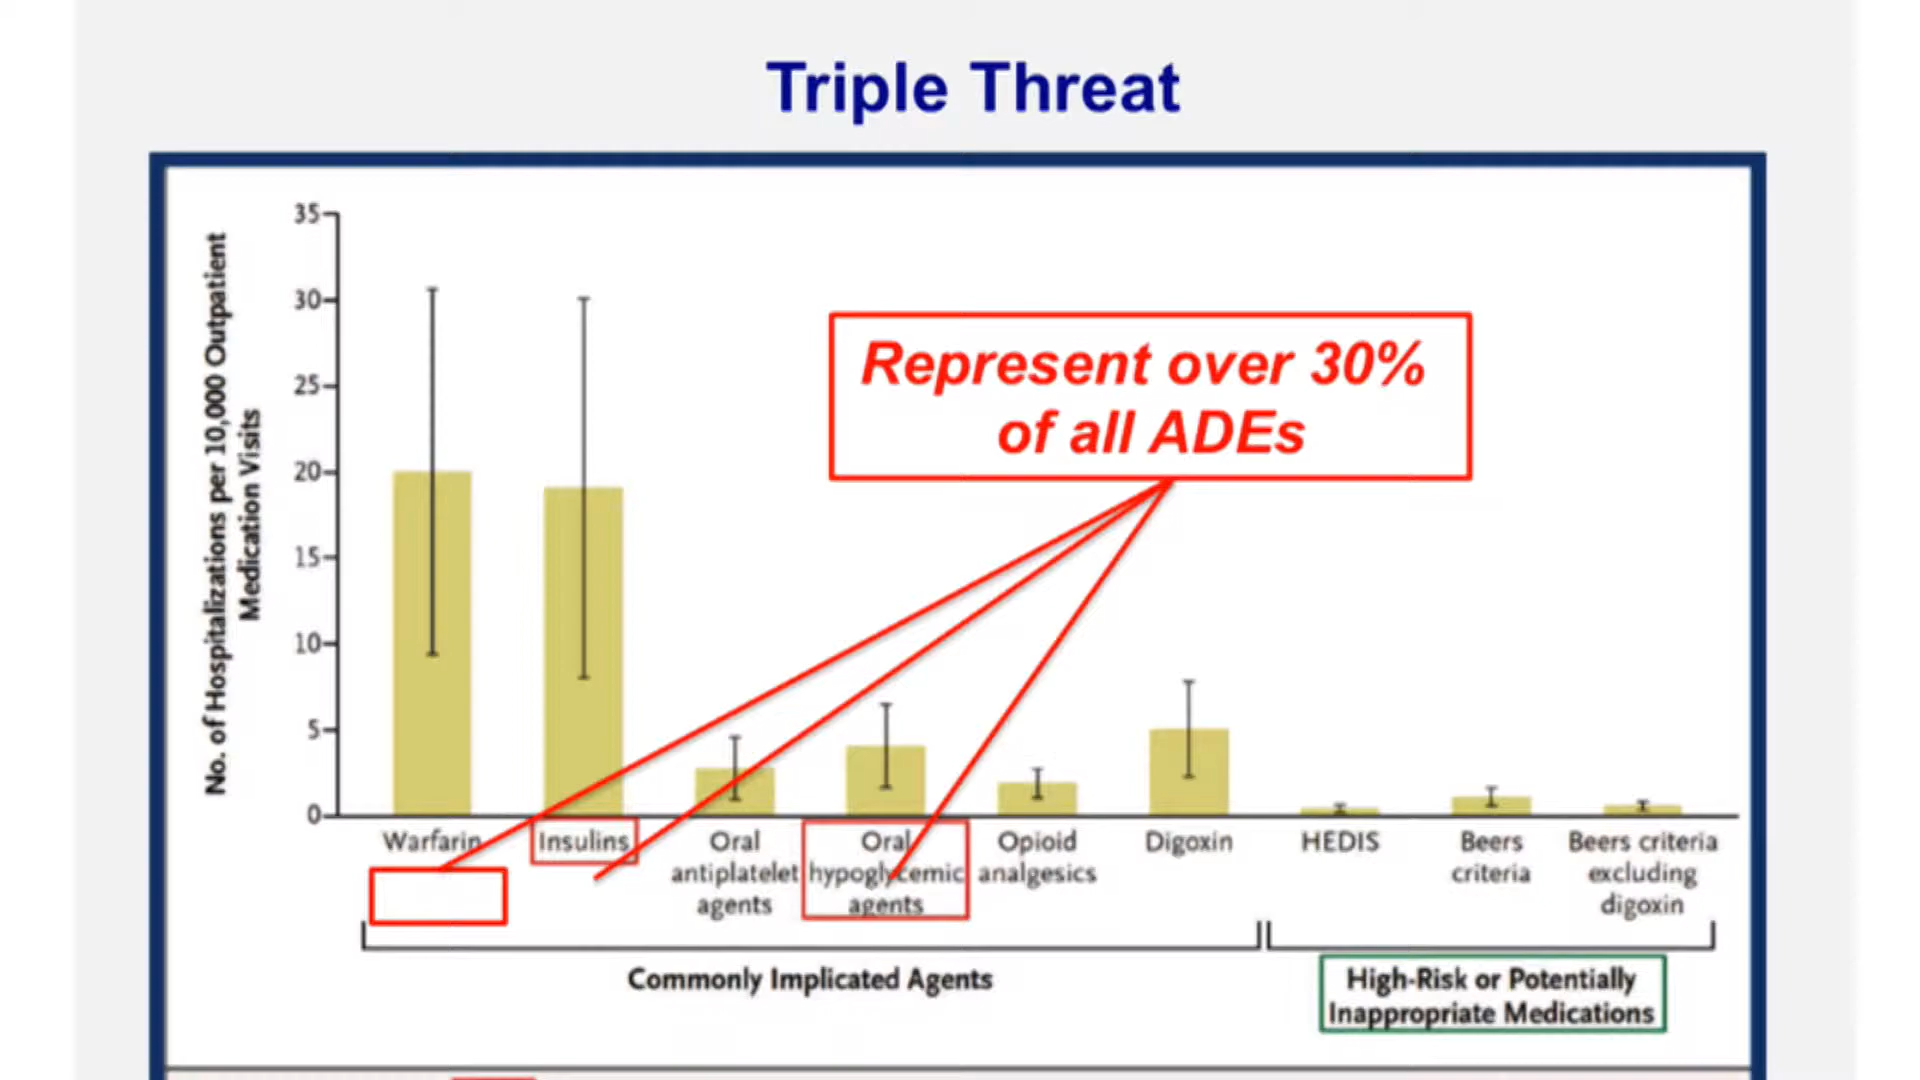 Triple Threat
No. of Hospitalizations per 10,000 Outpatient
Medication Visits
35
30
25
20
15
10
5
0
Represent over 30%
of all ADEs
Warfarin
Insulins
Oral
antiplatelet
agents
Oral
hypoglycemic
agents
Opioid
analgesics
Digoxin
HEDIS
Beers
criteria
Beers criteria
excluding
digoxin
Commonly Implicated Agents
High-Risk or Potentially
Inappropriate Medications